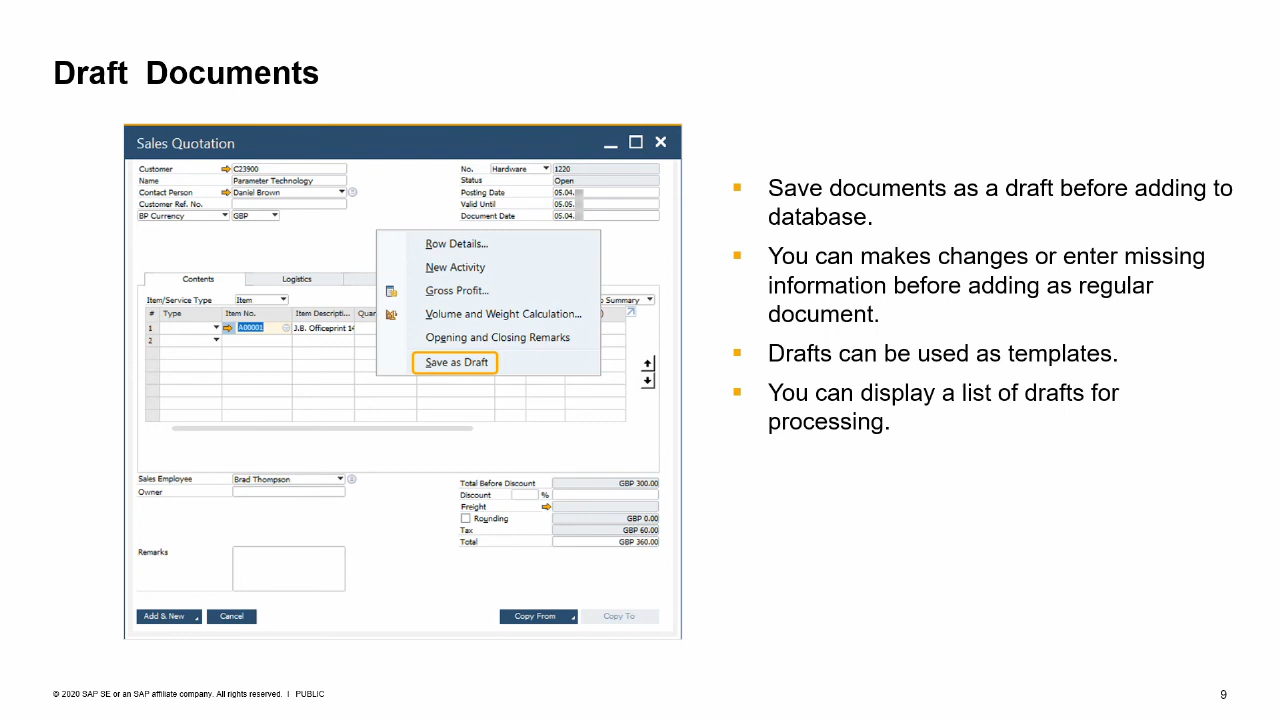 Draft Documents
Sales Quotation
Customer C23900
Name Parameter Technology
Contact Person Daniel Brown
Customer Ref. No.
BP Currency GBP
No. Hardware 1220
Status Open
Posting Date 05.04.
Valid Until 05.05.
Document Date 05.04.
Row Details...
New Activity
Gross Profit...
Volume and Weight Calculation...
Opening and Closing Remarks
Save as Draft
Contents Logistics
Item/Service Type Item Summary
# Type Item No. Item Descripti... Quan )
1 A00001 J.B. Officeprint 14
2
Sales Employee Brad Thompson
Owner
Total Before Discount GBP 300.00
Discount %
Freight
Rounding GBP 0.00
Tax GBP 60.00
Total GBP 360.00
Remarks
Add & New Cancel Copy From Copy To
Save documents as a draft before adding to
database.
You can makes changes or enter missing
information before adding as regular
document.
Drafts can be used as templates.
You can display a list of drafts for
processing.
© 2020 SAP SE or an SAP affiliate company. All rights reserved. I PUBLIC
9